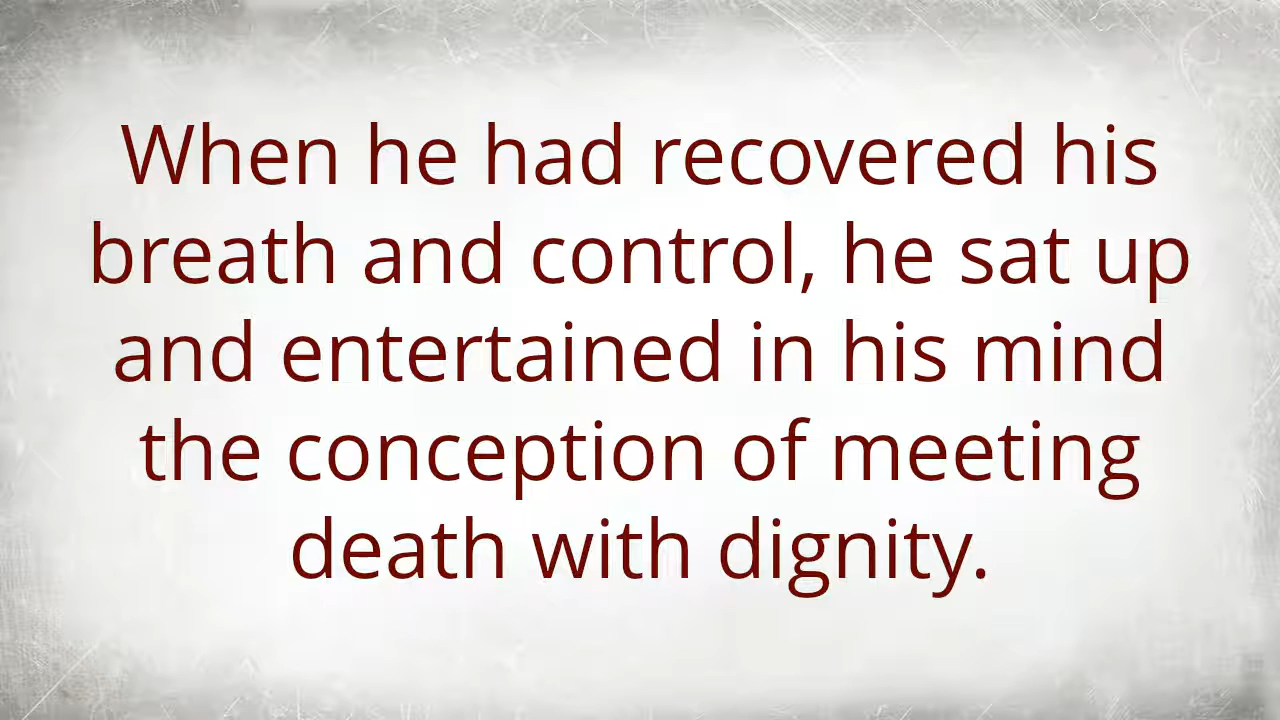 When he had recovered his
breath and control, he sat up
and entertained in his mind
the conception of meeting
death with dignity.